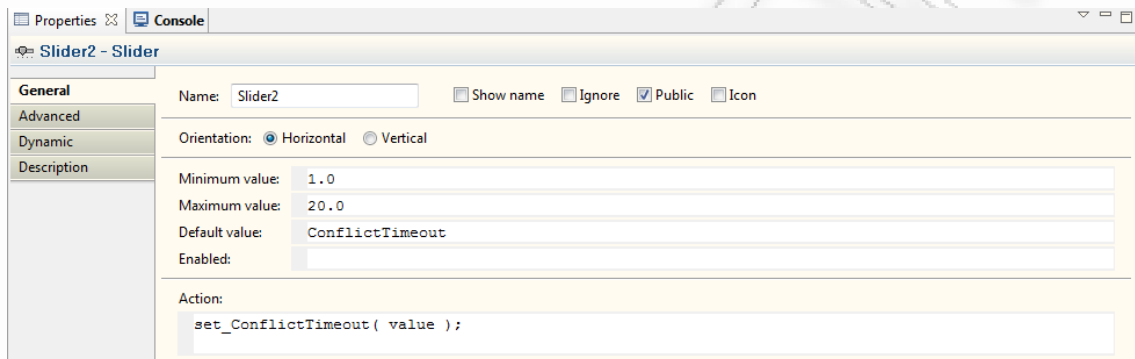 Properties Console
Slider2 - Slider
General
Advanced
Dynamic
Description
Name: Slider2 Show name Ignore Public Icon
Orientation: Horizontal Vertical
Minimum value: 1.0
Maximum value: 20.0
Default value: ConflictTimeout
Enabled:
Action:
set_ConflictTimeout( value );